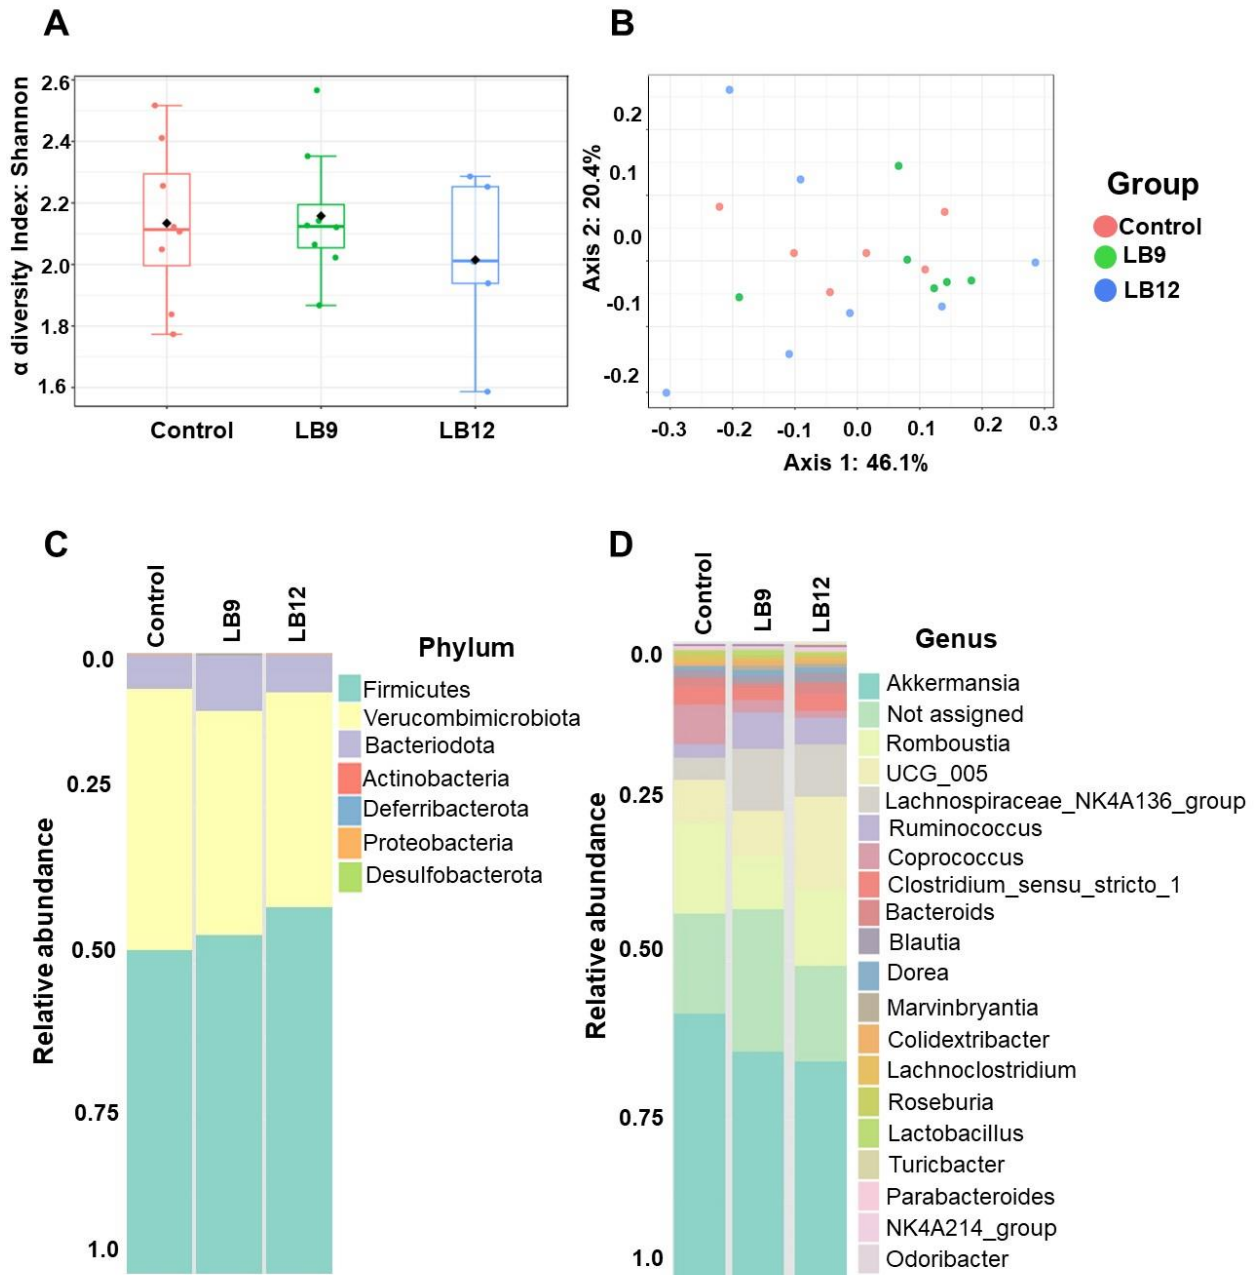 A
B
α diversity Index: Shannon
2.6
2.4
2.2
2.0
1.8
1.6
Control
LB9
LB12
Axis 2: 20.4%
0.2
0.1
0.0
-0.1
-0.2
-0.3
-0.2
-0.1
0.0
0.1
0.2
0.3
Axis 1: 46.1%
Group
Control
LB9
LB12
C
D
Control
LB9
LB12
Relative abundance
0.0
0.25
0.50
0.75
1.0
Phylum
Firmicutes
Verucombimicrobiota
Bacteriodota
Actinobacteria
Deferribacterota
Proteobacteria
Desulfobacterota
Control
LB9
LB12
Relative abundance
0.0
0.25
0.50
0.75
1.0
Genus
Akkermansia
Not assigned
Romboustia
UCG_005
Lachnospiraceae_NK4A136_group
Ruminococcus
Coprococcus
Clostridium_sensu_stricto_1
Bacteroids
Blautia
Dorea
Marvinbryantia
Colidextribacter
Lachnoclostridium
Roseburia
Lactobacillus
Turicbacter
Parabacteroides
NK4A214_group
Odoribacter